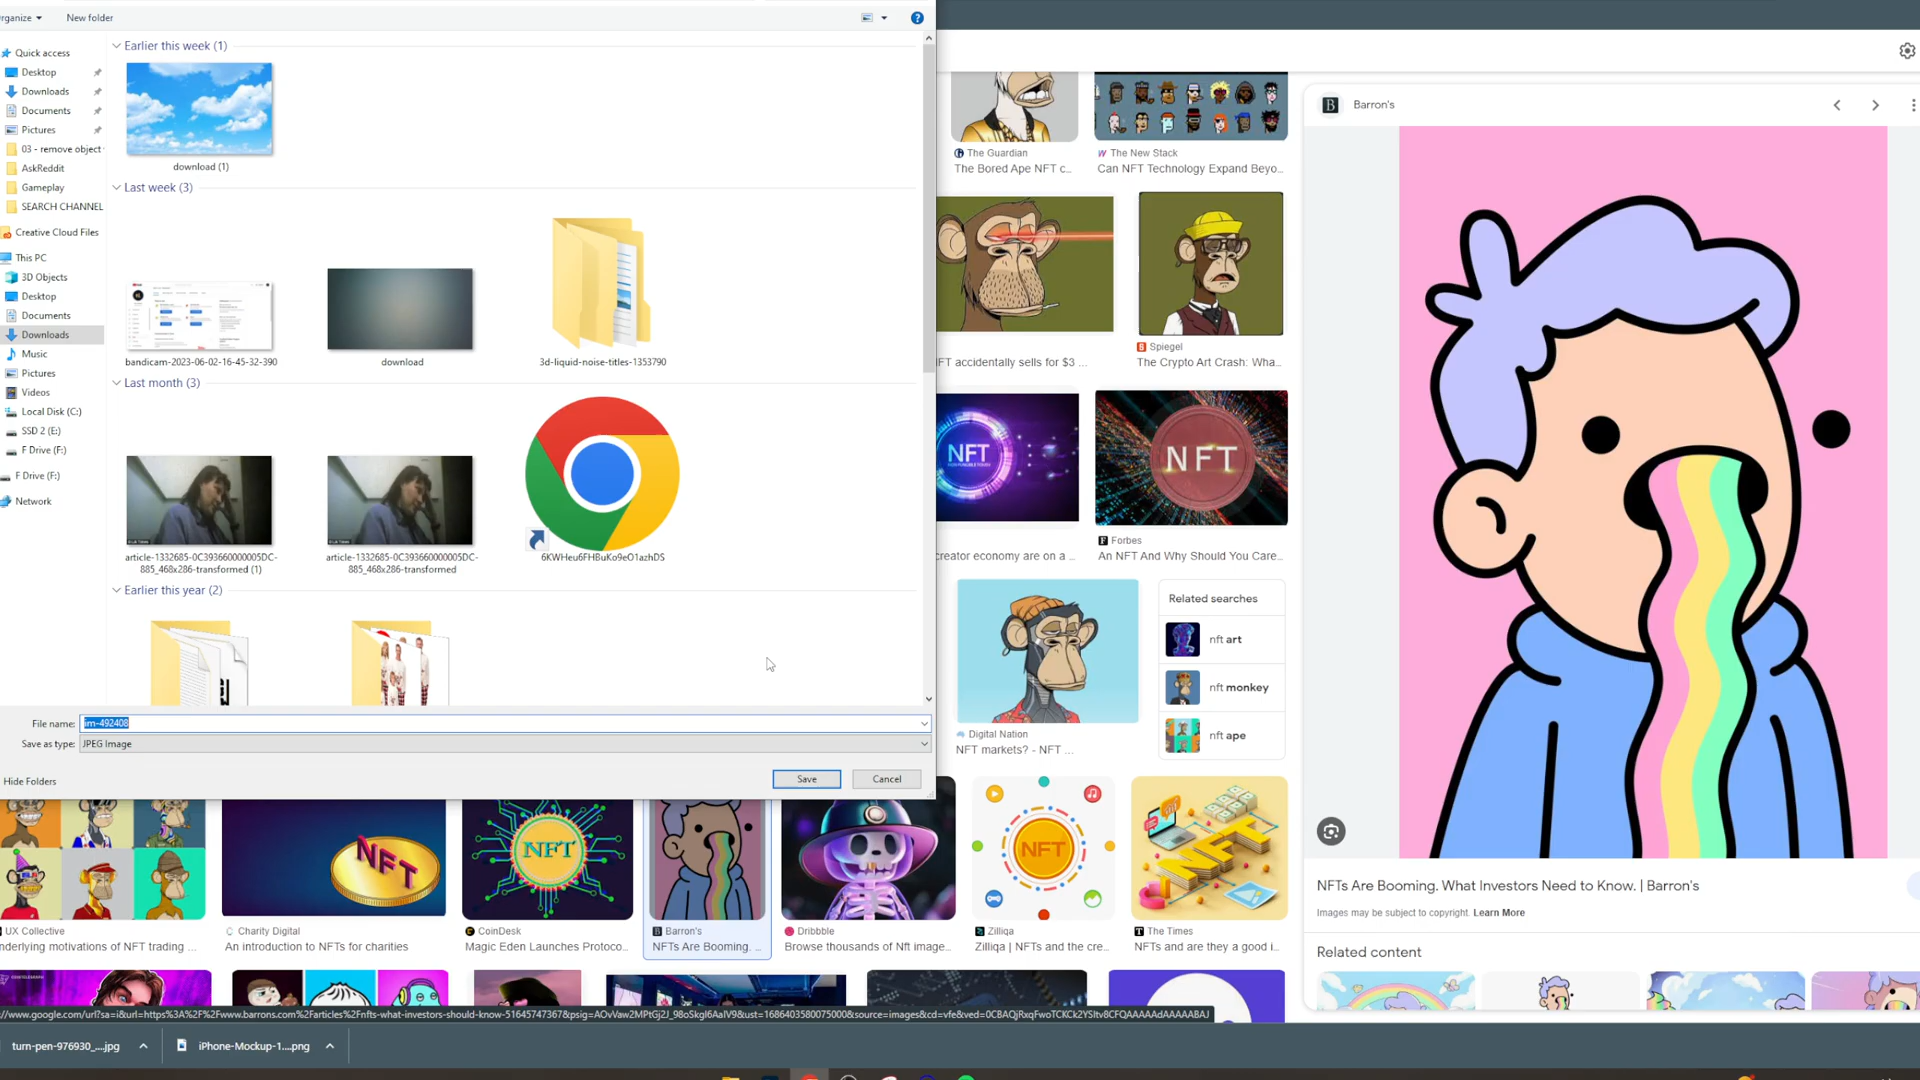 rganize
New folder
Quick access
Desktop
Downloads
Documents
Pictures
03 - remove object
AskReddit
Gameplay
SEARCH CHANNEL
Creative Cloud Files
This PC
3D Objects
Desktop
Documents
Downloads
Music
Pictures
Videos
Local Disk (C:)
SSD 2 (E:)
F Drive (F:)
F Drive (F:)
Network
Earlier this week (1)
download (1)
Last week (3)
bandicam-2023-06-02-16-45-32-390
download
3d-liquid-noise-titles-1353790
Last month (3)
article-1332685-0C393660000005DC-
885_468x286-transformed (1)
article-1332685-0C393660000005DC-
885_468x286-transformed
6KWHeu6FHBuKo9eO1azhDS
Earlier this year (2)
File name:
im-492408
Save as type:
JPEG Image
Hide Folders
Save
Cancel
The Guardian
The Bored Ape NFT c...
The New Stack
Can NFT Technology Expand Beyo...
FT accidentally sells for $3 ...
Spiegel
The Crypto Art Crash: Wha...
NFT
creator economy are on a ...
NFT
Forbes
An NFT And Why Should You Care...
Digital Nation
NFT markets? - NFT ...
Related searches
nft art
nft monkey
nft ape
UX Collective
nderlying motivations of NFT trading ...
NFT
Charity Digital
An introduction to NFTs for charities
NFT
CoinDesk
Magic Eden Launches Protoco...
Barron's
NFTs Are Booming. ...
Dribbble
Browse thousands of Nft image...
NFT
Zilliqa
Zilliqa | NFTs and the cre...
NFT
The Times
NFTs and are they a good i...
B
Barron's
NFTs Are Booming. What Investors Need to Know. | Barron's
Images may be subject to copyright. Learn More
Related content
turn-pen-976930_....jpg
iPhone-Mockup-1....png